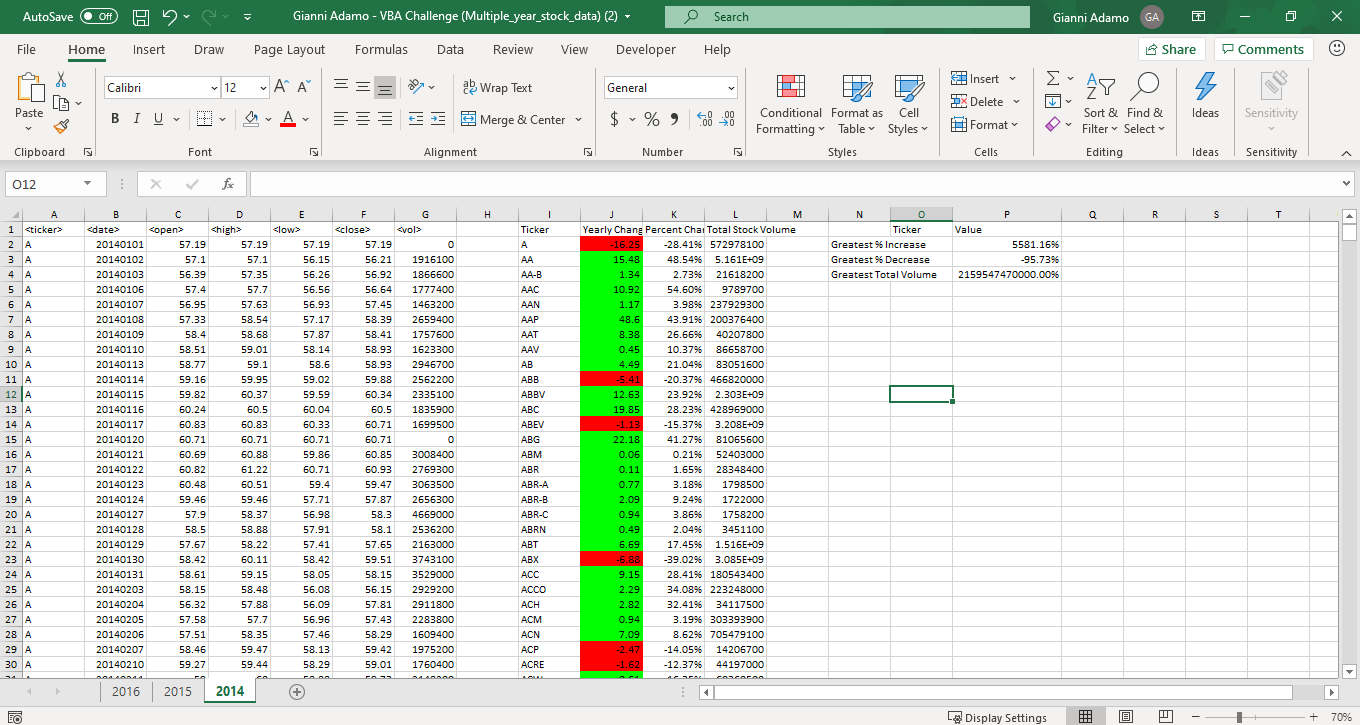 AutoSave Off Gianni Adamo - VBA Challenge (Multiple_year_stock_data) (2) Search Gianni Adamo GA
File Home Insert Draw Page Layout Formulas Data Review View Developer Help Share Comments
Calibri 12 A A ab Wrap Text General Insert Σ A Z
Paste B I U A Merge & Center $ % Conditional Formatting Format as Table Cell Styles Delete Format Sort & Filter Find & Select Ideas Sensitivity
Clipboard Font Alignment Number Styles Cells Editing Ideas Sensitivity
O12 fx
A B C D E F G H I J K L M N O P Q R S T
1 <ticker> <date> <open> <high> <low> <close> <vol> Ticker Yearly Chang Percent Char Total Stock Volume Ticker Value
2 A 20140101 57.19 57.19 57.19 57.19 0 A -16.25 -28.41% 572978100 Greatest % Increase 5581.16%
3 A 20140102 57.1 57.1 56.15 56.21 1916100 AA 15.48 48.54% 5.161E+09 Greatest % Decrease -95.73%
4 A 20140103 56.39 57.35 56.26 56.92 1866600 AA-B 1.34 2.73% 21618200 Greatest Total Volume 2159547470000.00%
5 A 20140106 57.4 57.7 56.56 56.64 1777400 AAC 10.92 54.60% 9789700
6 A 20140107 56.95 57.63 56.93 57.45 1463200 AAN 1.17 3.98% 237929300
7 A 20140108 57.33 58.54 57.17 58.39 2659400 AAP 48.6 43.91% 200376400
8 A 20140109 58.4 58.68 57.87 58.41 1757600 AAT 8.38 26.66% 40207800
9 A 20140110 58.51 59.01 58.14 58.93 1623300 AAV 0.45 10.37% 86658700
10 A 20140113 58.77 59.1 58.6 58.93 2946700 AB 4.49 21.04% 83051600
11 A 20140114 59.16 59.95 59.02 59.88 2562200 ABB -5.41 -20.37% 466820000
12 A 20140115 59.82 60.37 59.59 60.34 2335100 ABBV 12.63 23.92% 2.303E+09
13 A 20140116 60.24 60.5 60.04 60.5 1835900 ABC 19.85 28.23% 428969000
14 A 20140117 60.83 60.83 60.33 60.71 1699500 ABEV -1.13 -15.37% 3.208E+09
15 A 20140120 60.71 60.71 60.71 60.71 0 ABG 22.18 41.27% 81065600
16 A 20140121 60.69 60.88 59.86 60.85 3008400 ABM 0.06 0.21% 52403000
17 A 20140122 60.82 61.22 60.71 60.93 2769300 ABR 0.11 1.65% 28348400
18 A 20140123 60.48 60.51 59.4 59.47 3063500 ABR-A 0.77 3.18% 1798500
19 A 20140124 59.46 59.46 57.71 57.87 2656300 ABR-B 2.09 9.24% 1722000
20 A 20140127 57.9 58.37 56.98 58.3 4669000 ABR-C 0.94 3.86% 1758200
21 A 20140128 58.5 58.88 57.91 58.1 2536200 ABRN 0.49 2.04% 3451100
22 A 20140129 57.67 58.22 57.41 57.65 2163000 ABT 6.69 17.45% 1.516E+09
23 A 20140130 58.42 60.11 58.42 59.51 3743100 ABX -6.88 -39.02% 3.085E+09
24 A 20140131 58.61 59.15 58.05 58.15 3529000 ACC 9.15 28.41% 180543400
25 A 20140203 58.15 58.48 56.08 56.15 2929200 ACCO 2.29 34.08% 223248000
26 A 20140204 56.32 57.88 56.09 57.81 2911800 ACH 2.82 32.41% 34117500
27 A 20140205 57.58 57.7 56.96 57.43 2283800 ACM 0.94 3.19% 303393900
28 A 20140206 57.51 58.35 57.46 58.29 1609400 ACN 7.09 8.62% 705479100
29 A 20140207 58.46 59.47 58.13 59.42 1975200 ACP -2.47 -14.05% 14206700
30 A 20140210 59.27 59.44 58.29 59.01 1760400 ACRE -1.62 -12.37% 44197000
2016 2015 2014
Display Settings 70%